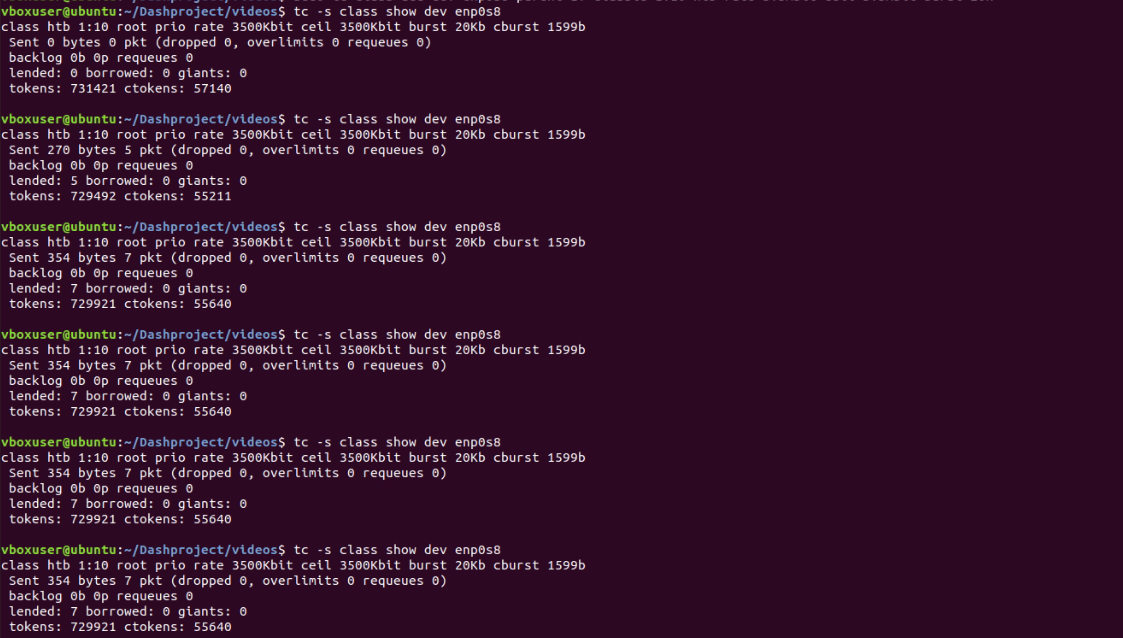 vboxuser@ubuntu:~/Dashproject/videos$ tc -s class show dev enp0s8
class htb 1:10 root prio rate 3500Kbit ceil 3500Kbit burst 20Kb cburst 1599b
 Sent 0 bytes 0 pkt (dropped 0, overlimits 0 requeues 0)
 backlog 0b 0p requeues 0
 lended: 0 borrowed: 0 giants: 0
 tokens: 731421 ctokens: 57140

vboxuser@ubuntu:~/Dashproject/videos$ tc -s class show dev enp0s8
class htb 1:10 root prio rate 3500Kbit ceil 3500Kbit burst 20Kb cburst 1599b
 Sent 270 bytes 5 pkt (dropped 0, overlimits 0 requeues 0)
 backlog 0b 0p requeues 0
 lended: 5 borrowed: 0 giants: 0
 tokens: 729492 ctokens: 55211

vboxuser@ubuntu:~/Dashproject/videos$ tc -s class show dev enp0s8
class htb 1:10 root prio rate 3500Kbit ceil 3500Kbit burst 20Kb cburst 1599b
 Sent 354 bytes 7 pkt (dropped 0, overlimits 0 requeues 0)
 backlog 0b 0p requeues 0
 lended: 7 borrowed: 0 giants: 0
 tokens: 729921 ctokens: 55640

vboxuser@ubuntu:~/Dashproject/videos$ tc -s class show dev enp0s8
class htb 1:10 root prio rate 3500Kbit ceil 3500Kbit burst 20Kb cburst 1599b
 Sent 354 bytes 7 pkt (dropped 0, overlimits 0 requeues 0)
 backlog 0b 0p requeues 0
 lended: 7 borrowed: 0 giants: 0
 tokens: 729921 ctokens: 55640

vboxuser@ubuntu:~/Dashproject/videos$ tc -s class show dev enp0s8
class htb 1:10 root prio rate 3500Kbit ceil 3500Kbit burst 20Kb cburst 1599b
 Sent 354 bytes 7 pkt (dropped 0, overlimits 0 requeues 0)
 backlog 0b 0p requeues 0
 lended: 7 borrowed: 0 giants: 0
 tokens: 729921 ctokens: 55640

vboxuser@ubuntu:~/Dashproject/videos$ tc -s class show dev enp0s8
class htb 1:10 root prio rate 3500Kbit ceil 3500Kbit burst 20Kb cburst 1599b
 Sent 354 bytes 7 pkt (dropped 0, overlimits 0 requeues 0)
 backlog 0b 0p requeues 0
 lended: 7 borrowed: 0 giants: 0
 tokens: 729921 ctokens: 55640